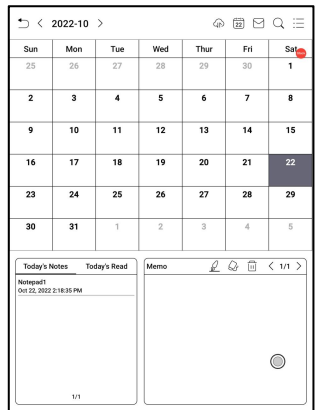 2022-10
22
Sun Mon Tue Wed Thur Fri Sat
25 26 27 28 29 30 1
2 3 4 5 6 7 8
9 10 11 12 13 14 15
16 17 18 19 20 21 22
23 24 25 26 27 28 29
30 31 1 2 3 4 5
Today's Notes Today's Read
Notepad1
Oct 22, 2022 2:18:35 PM
1/1
Memo 1/1